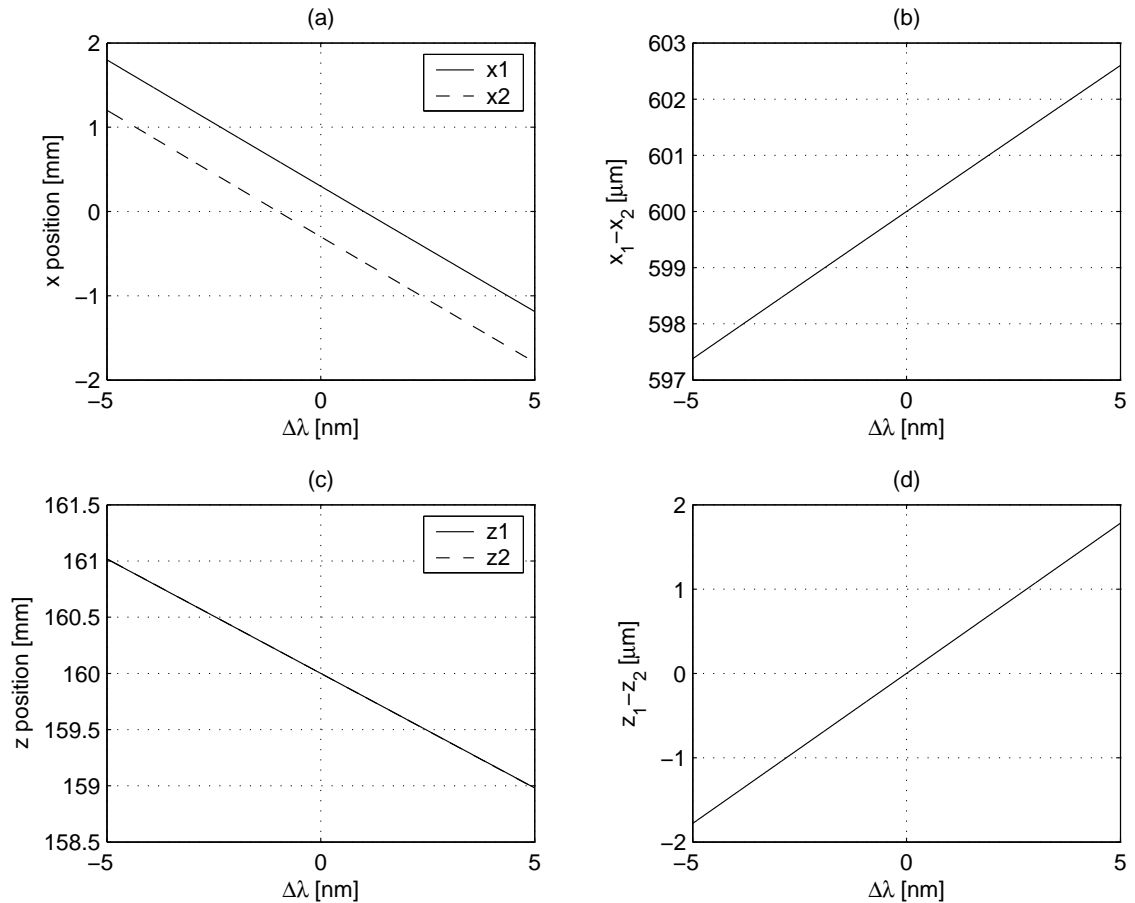 (a)
2
1
0
−1
−2
−5
0
5
x position [mm]
Δλ [nm]
x1
x2
(b)
603
602
601
600
599
598
597
−5
0
5
x₁−x₂ [μm]
Δλ [nm]
(c)
161.5
161
160.5
160
159.5
159
158.5
−5
0
5
z position [mm]
Δλ [nm]
z1
z2
(d)
2
1
0
−1
−2
−5
0
5
z₁−z₂ [μm]
Δλ [nm]